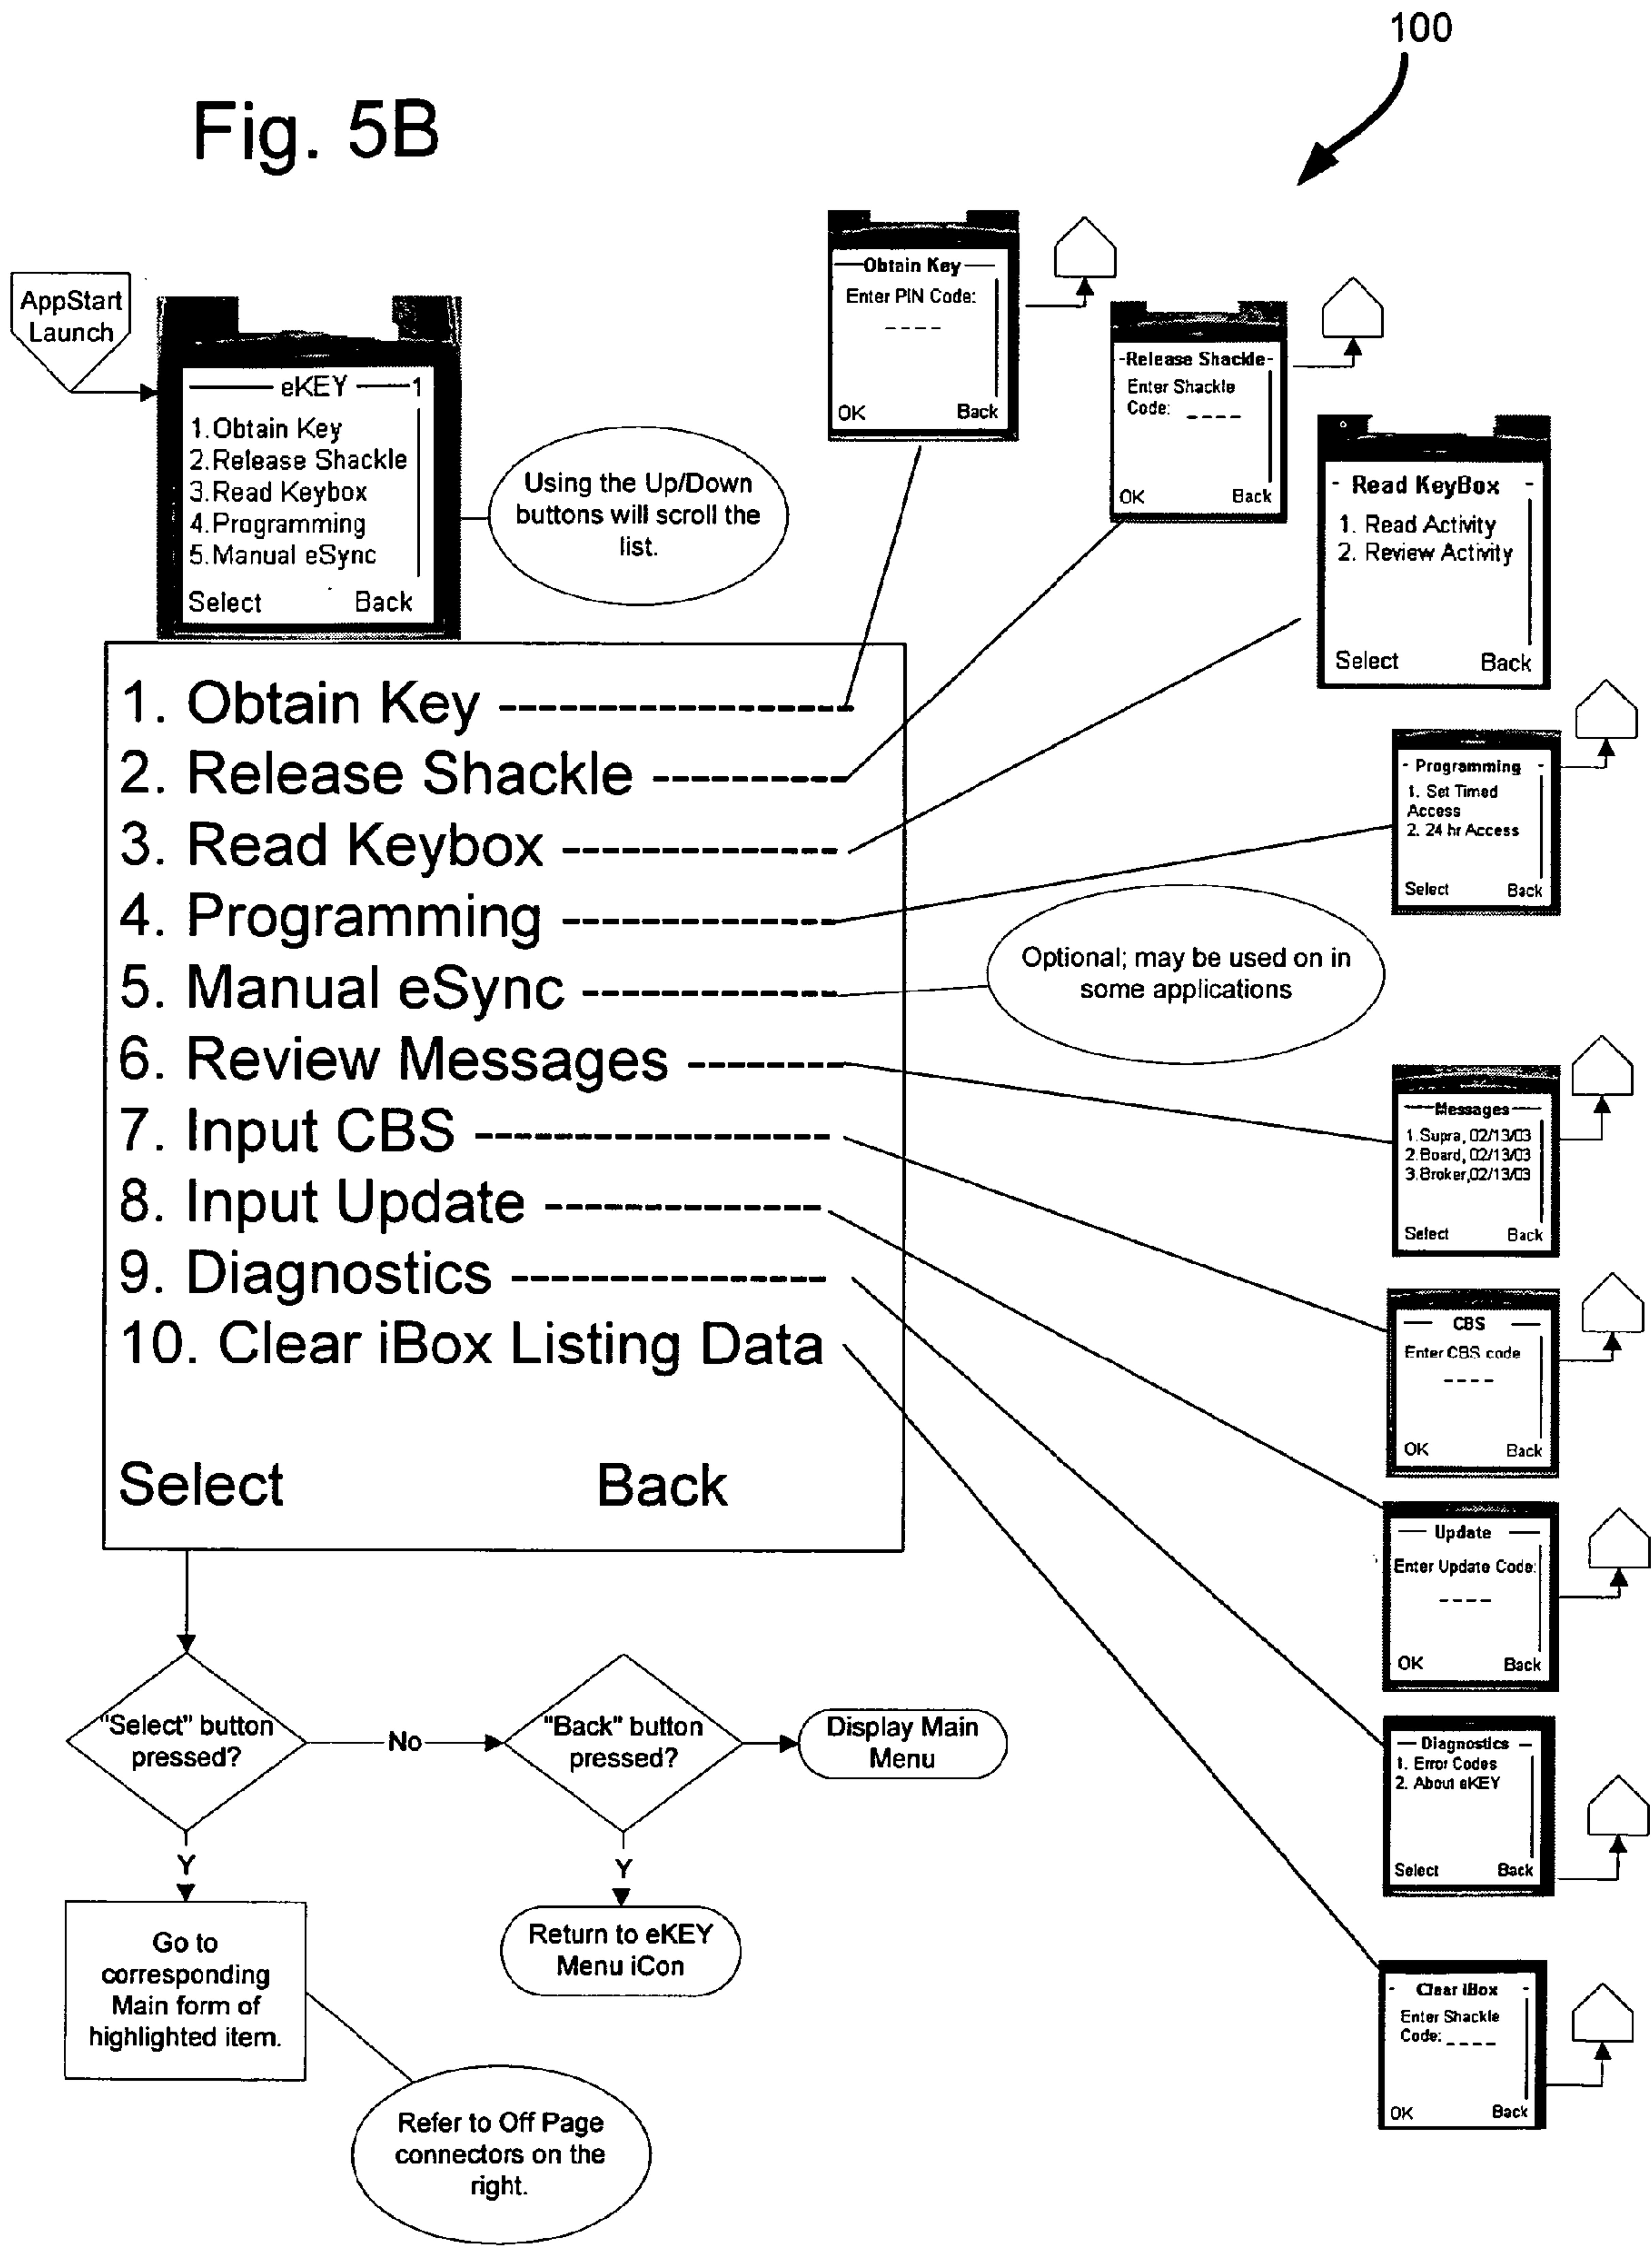 100
Fig. 5B
AppStart
Launch
eKEY 1
1.Obtain Key
2.Release Shackle
3.Read Keybox
4.Programming
5.Manual eSync
Select Back
Using the Up/Down
buttons will scroll the
list.
Obtain Key
Enter PIN Code:
_ _ _ _
OK Back
-Release Shackle-
Enter Shackle
Code: _ _ _ _
OK Back
- Read KeyBox -
1. Read Activity
2. Review Activity
Select Back
- Programming -
1. Set Timed
Access
2. 24 hr Access
Select Back
1. Obtain Key
2. Release Shackle
3. Read Keybox
4. Programming
5. Manual eSync
6. Review Messages
7. Input CBS
8. Input Update
9. Diagnostics
10. Clear iBox Listing Data
Select Back
Optional; may be used on in
some applications
Messages
1.Supra, 02/13/03
2.Board, 02/13/03
3.Broker,02/13/03
Select Back
CBS
Enter CBS code
- - - -
OK Back
Update
Enter Update Code:
- - - -
OK Back
Diagnostics
1. Error Codes
2. About eKEY
Select Back
- Clear iBox -
Enter Shackle
Code: _ _ _ _
OK Back
"Select" button
pressed?
No
"Back" button
pressed?
Display Main
Menu
Y
Y
Go to
corresponding
Main form of
highlighted item.
Return to eKEY
Menu iCon
Refer to Off Page
connectors on the
right.